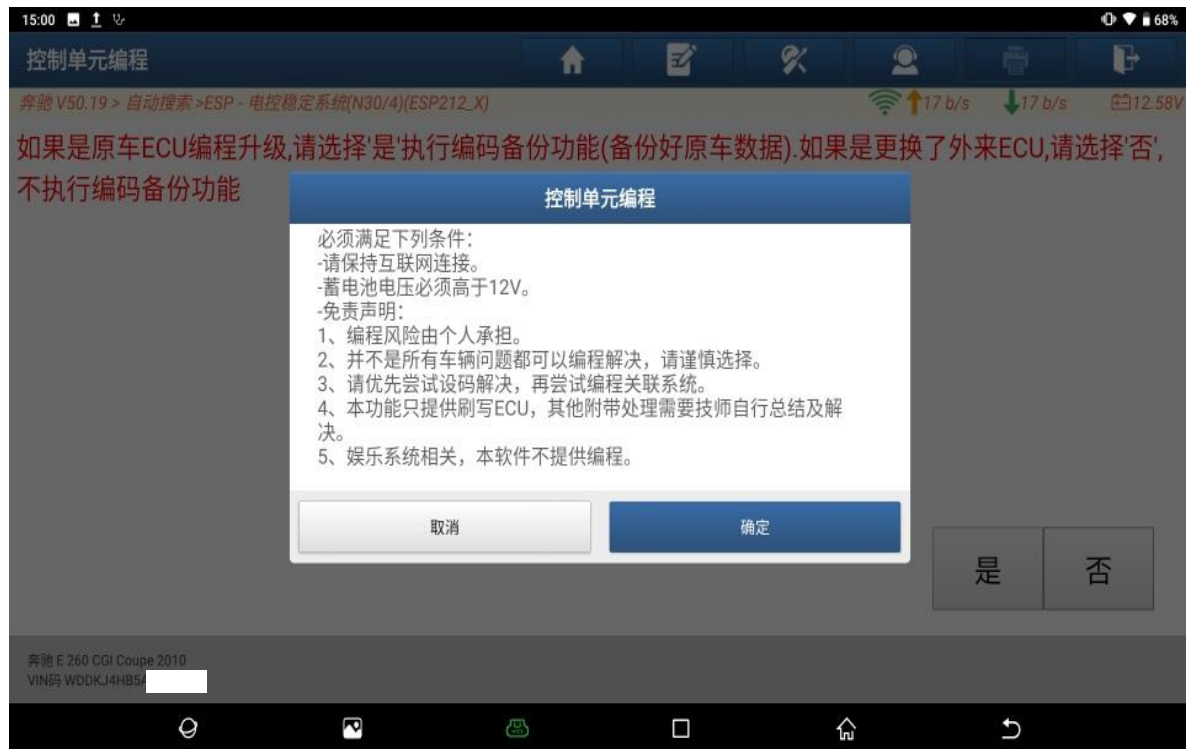 15:00
68%
控制单元编程
奔驰 V50.19 > 自动搜索 >ESP - 电控稳定系统(N30/4)(ESP212_X)
17 b/s
17 b/s
12.58V
如果是原车ECU编程升级,请选择'是'执行编码备份功能(备份好原车数据).如果是更换了外来ECU,请选择'否',
不执行编码备份功能
控制单元编程
必须满足下列条件：
-请保持互联网连接。
-蓄电池电压必须高于12V。
-免责声明：
1、编程风险由个人承担。
2、并不是所有车辆问题都可以编程解决，请谨慎选择。
3、请优先尝试设码解决，再尝试编程关联系统。
4、本功能只提供刷写ECU，其他附带处理需要技师自行总结及解
决。
5、娱乐系统相关，本软件不提供编程。
取消
确定
是
否
奔驰 E 260 CGI Coupe 2010
VIN码 WDDKJ4HB5